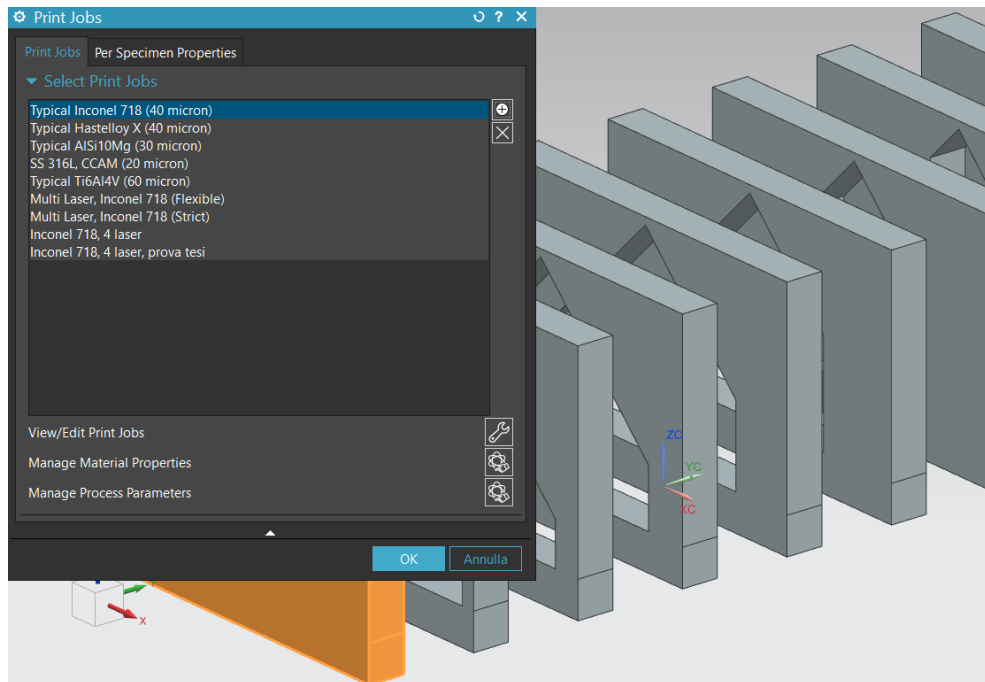 Print Jobs
Print Jobs Per Specimen Properties
Select Print Jobs
Typical Inconel 718 (40 micron)
Typical Hastelloy X (40 micron)
Typical AlSi10Mg (30 micron)
SS 316L, CCAM (20 micron)
Typical Ti6Al4V (60 micron)
Multi Laser, Inconel 718 (Flexible)
Multi Laser, Inconel 718 (Strict)
Inconel 718, 4 laser
Inconel 718, 4 laser, prova tesi
View/Edit Print Jobs
Manage Material Properties
Manage Process Parameters
OK Annulla
ZC
YC
XC
X